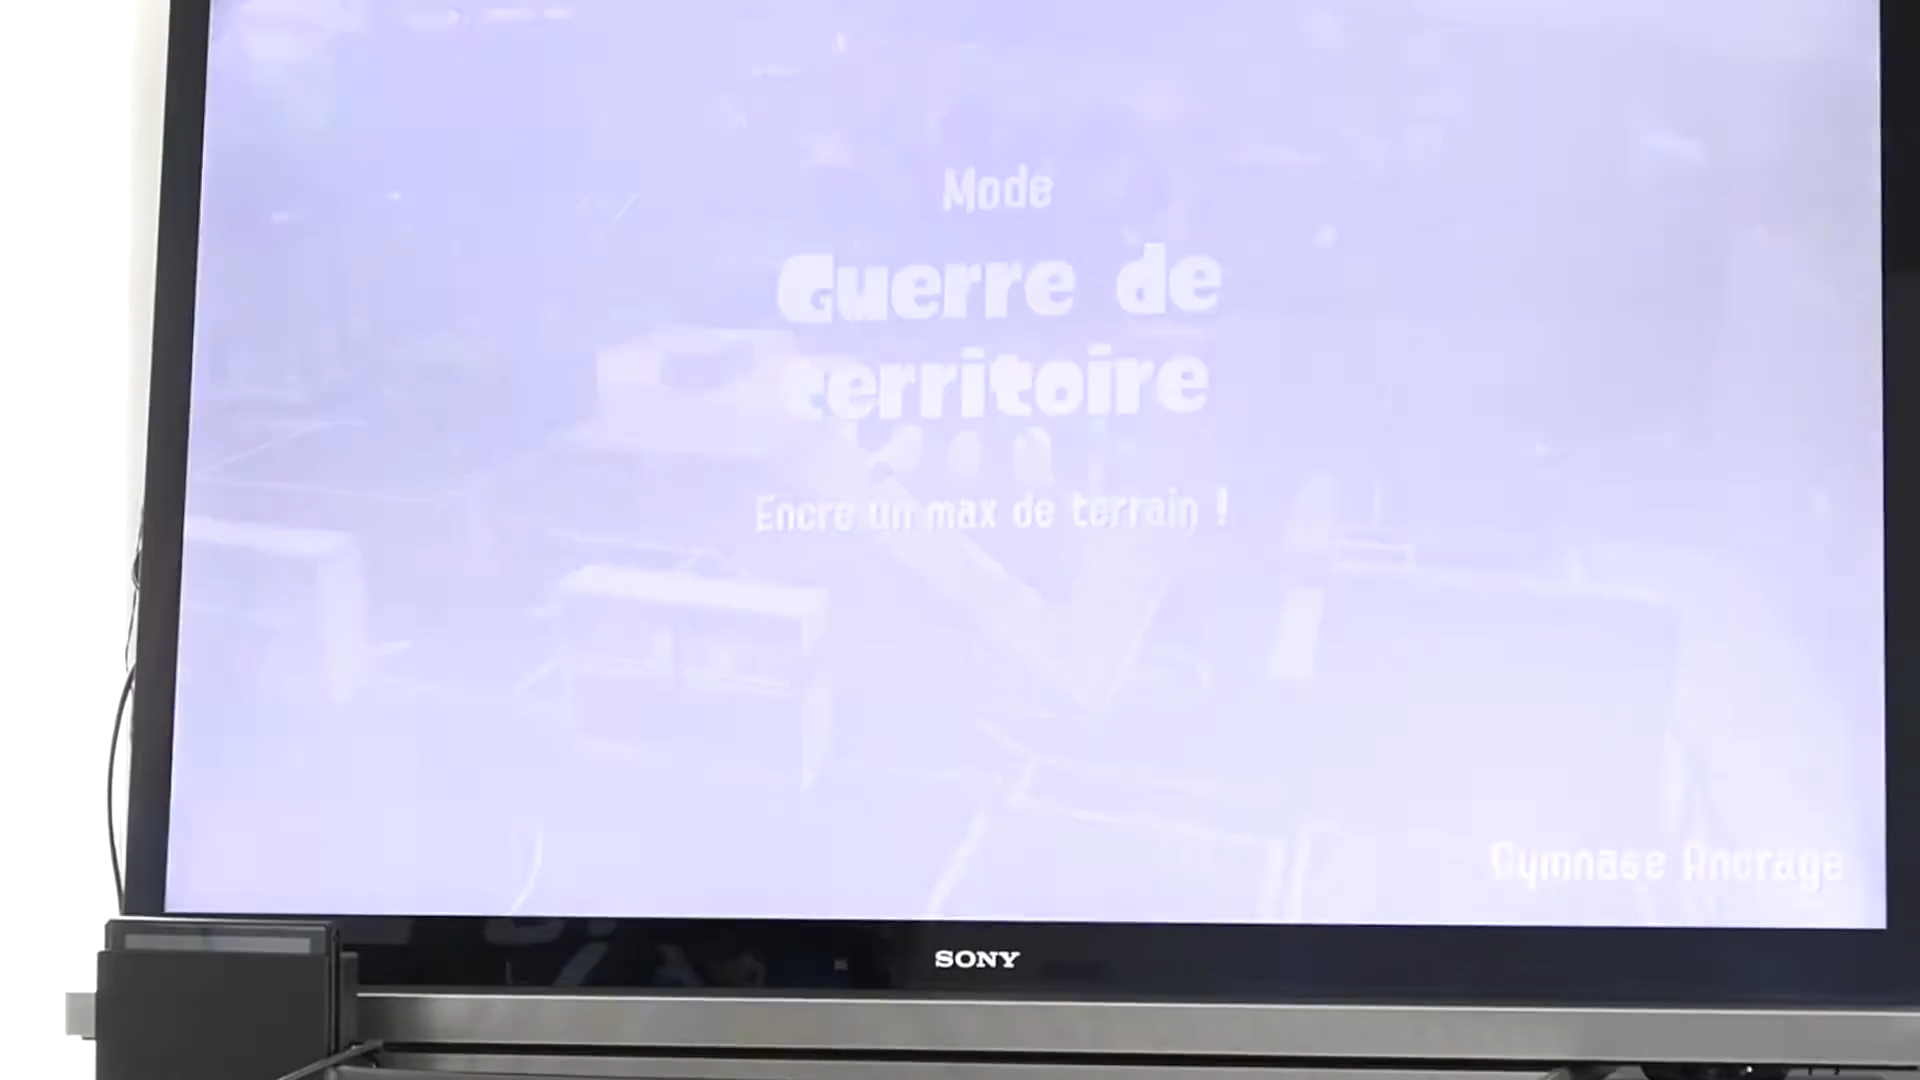 Mode
Guerre de
territoire
Encre un max de terrain !
Gymnase Ancrage
SONY